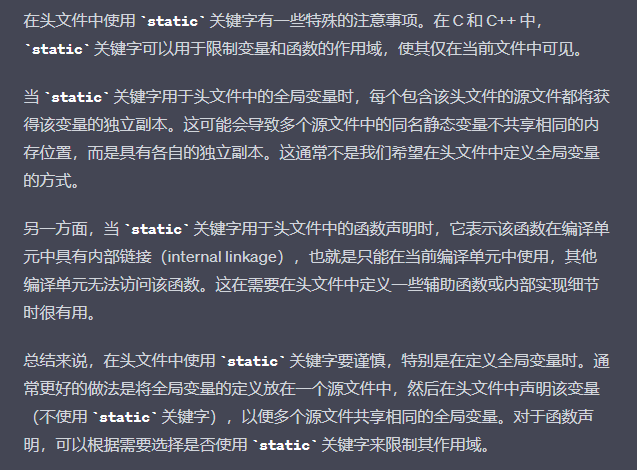 在头文件中使用 `static` 关键字有一些特殊的注意事项。在 C 和 C++ 中，
`static` 关键字可以用于限制变量和函数的作用域，使其仅在当前文件中可见。
当 `static` 关键字用于头文件中的全局变量时，每个包含该头文件的源文件都将获
得该变量的独立副本。这可能会导致多个源文件中的同名静态变量不共享相同的内
存位置，而是具有各自的独立副本。这通常不是我们希望在头文件中定义全局变量
的方式。
另一方面，当 `static` 关键字用于头文件中的函数声明时，它表示该函数在编译单
元中具有内部链接（internal linkage），也就是只能在当前编译单元中使用，其他
编译单元无法访问该函数。这在需要在头文件中定义一些辅助函数或内部实现细节
时很有用。
总结来说，在头文件中使用 `static` 关键字要谨慎，特别是在定义全局变量时。通
常更好的做法是将全局变量的定义放在一个源文件中，然后在头文件中声明该变量
（不使用 `static` 关键字），以便多个源文件共享相同的全局变量。对于函数声
明，可以根据需要选择是否使用 `static` 关键字来限制其作用域。